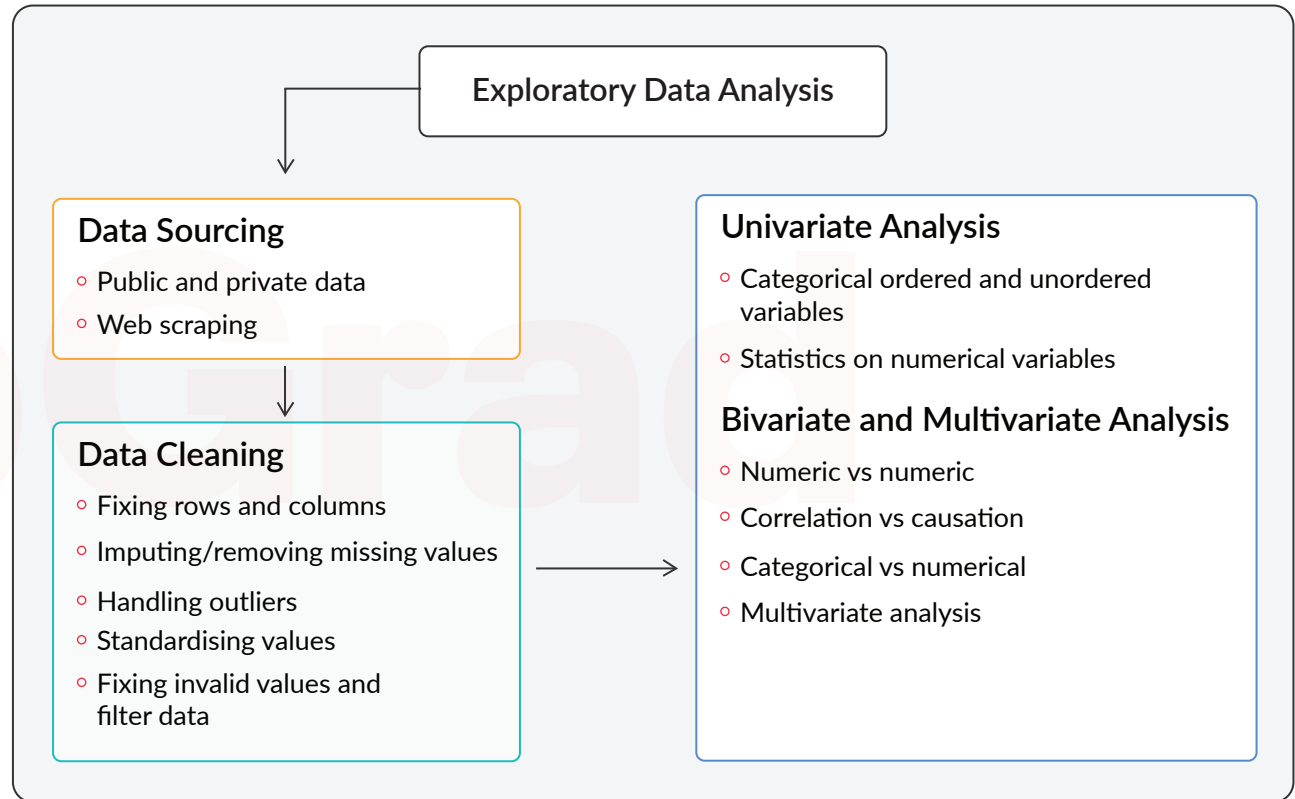 Exploratory Data Analysis
Data Sourcing
Public and private data
Web scraping
Data Cleaning
Fixing rows and columns
Imputing/removing missing values
Handling outliers
Standardising values
Fixing invalid values and
filter data
Univariate Analysis
Categorical ordered and unordered
variables
Statistics on numerical variables
Bivariate and Multivariate Analysis
Numeric vs numeric
Correlation vs causation
Categorical vs numerical
Multivariate analysis
Grad